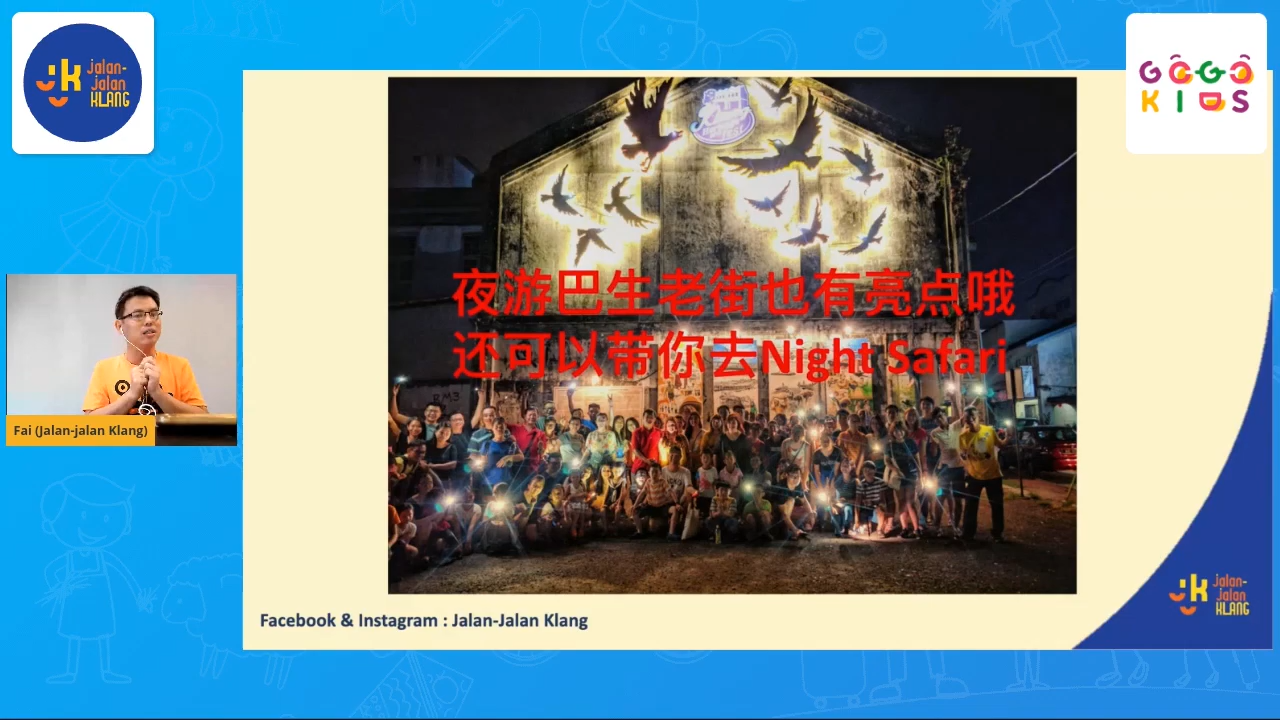 jalan-
jalan
KLANG
GOGO
KIDS
夜游巴生老街也有亮点哦
还可以带你去Night Safari
Fai (Jalan-jalan Klang)
Facebook & Instagram : Jalan-Jalan Klang
jalan-
jalan
KLANG